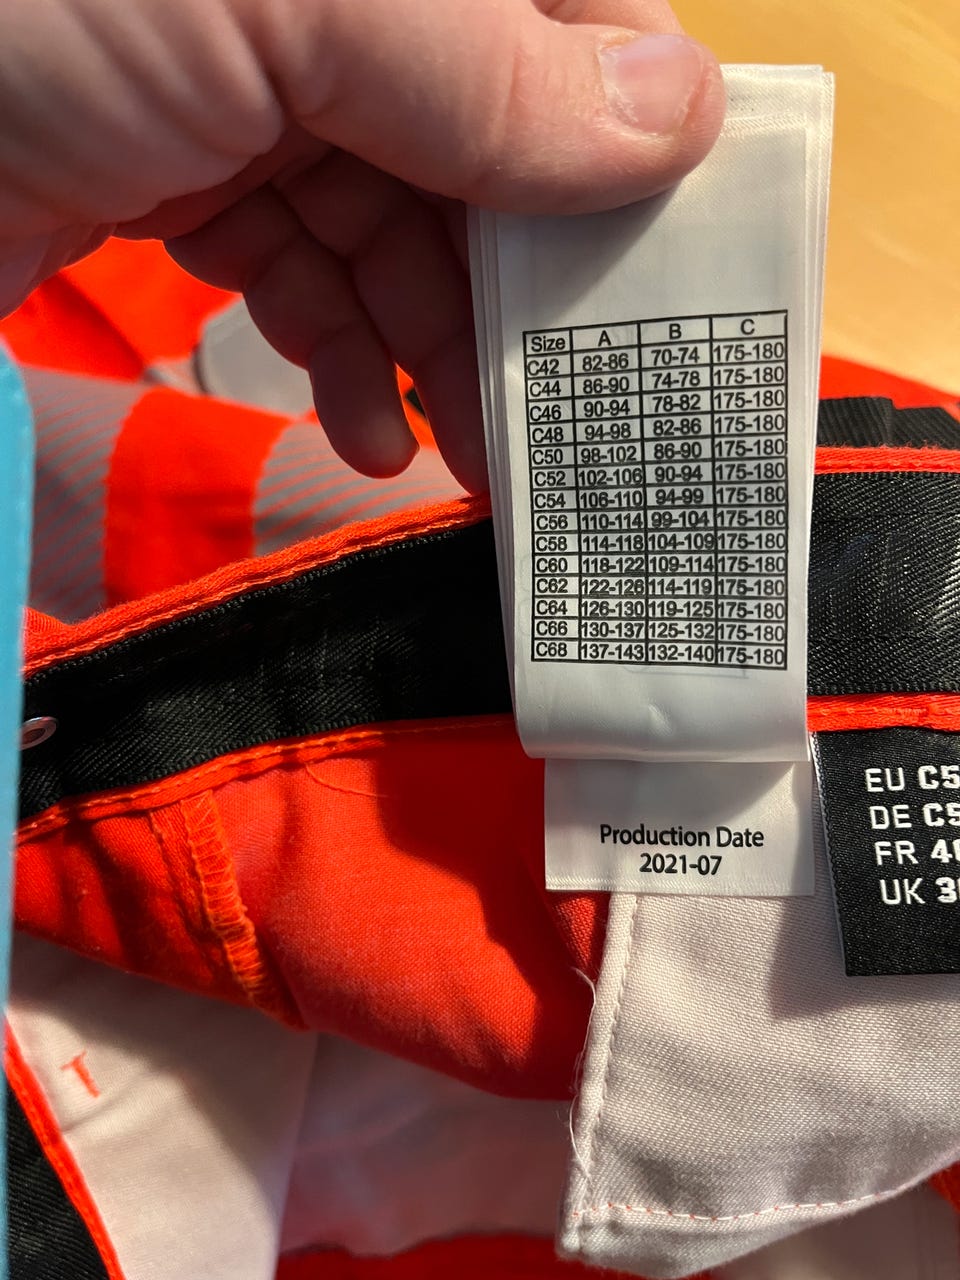 Size A B C
C42 82-86 70-74 175-180
C44 86-90 74-78 175-180
C46 90-94 78-82 175-180
C48 94-98 82-86 175-180
C50 98-102 86-90 175-180
C52 102-106 90-94 175-180
C54 106-110 94-99 175-180
C56 110-114 99-104 175-180
C58 114-118 104-109 175-180
C60 118-122 109-114 175-180
C62 122-126 114-119 175-180
C64 126-130 119-125 175-180
C66 130-137 125-132 175-180
C68 137-143 132-140 175-180
Production Date
2021-07
EU C5
DE C5
FR 4
UK 3